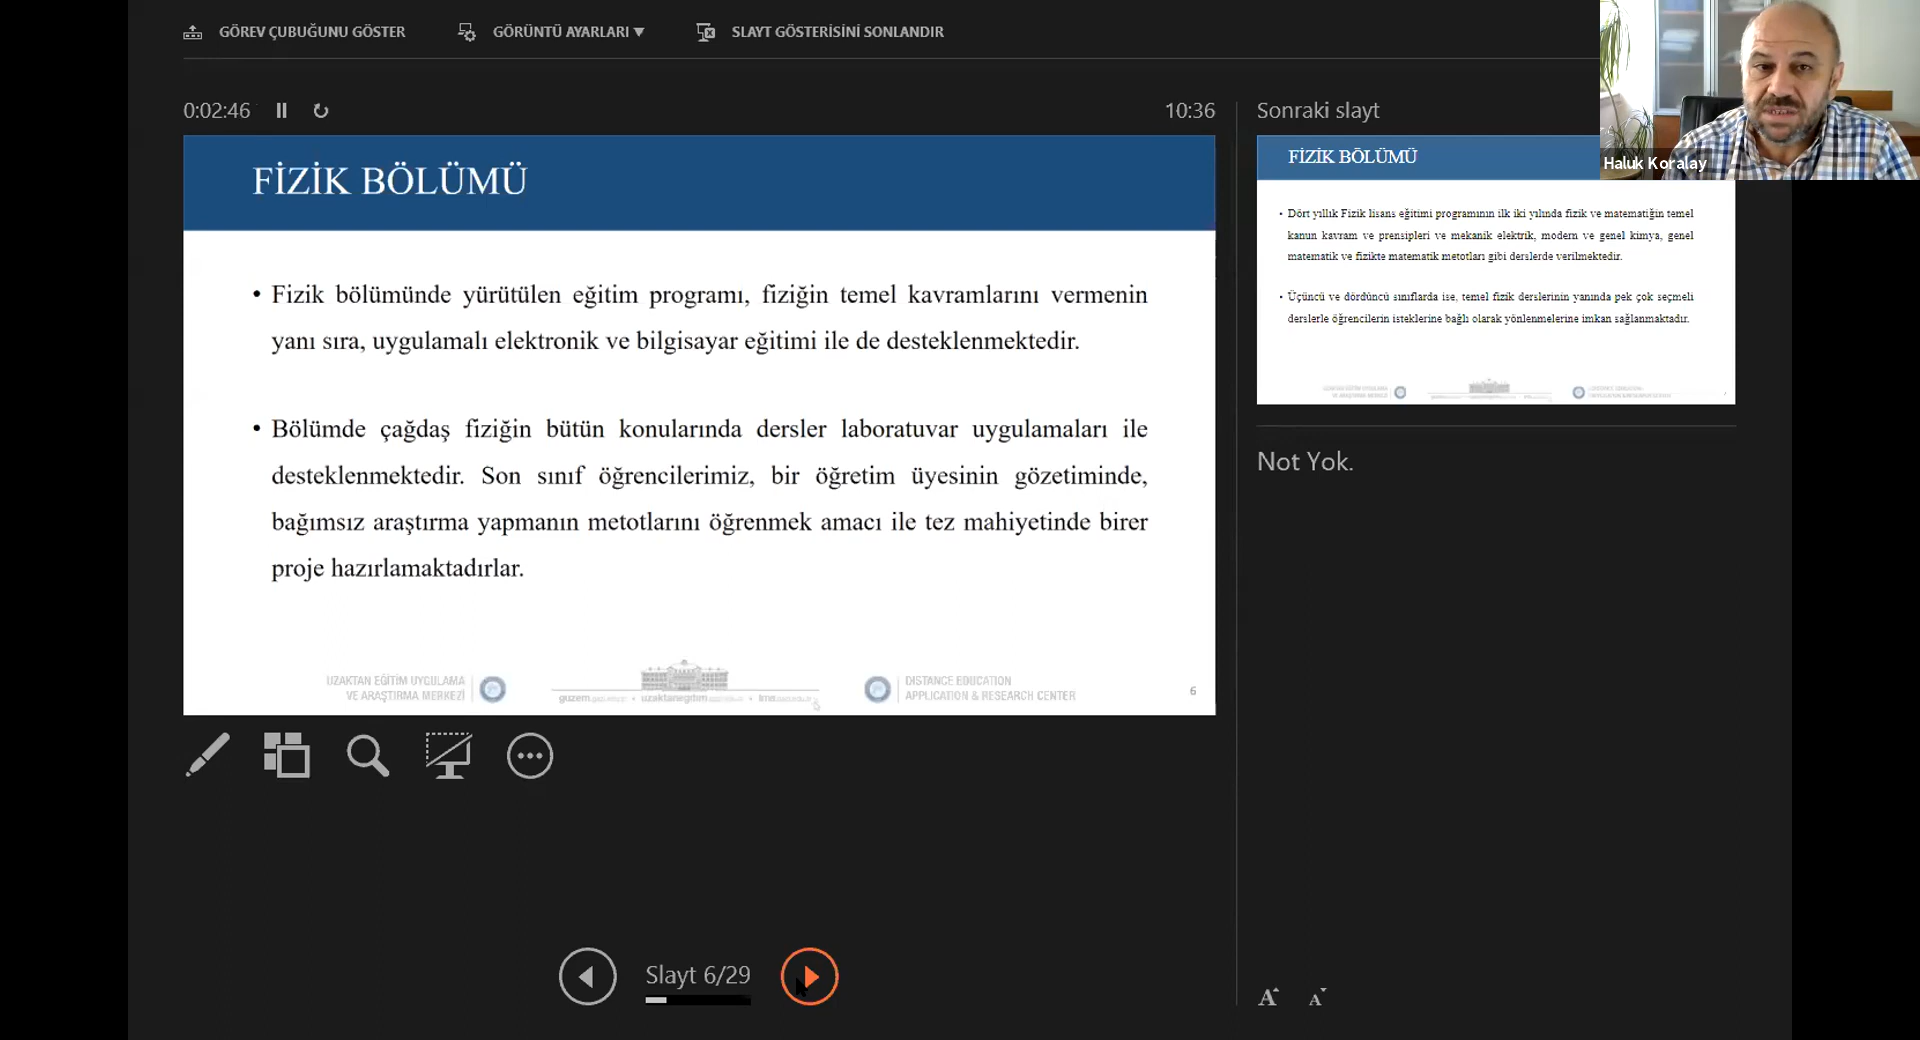 GÖREV ÇUBUĞUNU GÖSTER
GÖRÜNTÜ AYARLARI
SLAYT GÖSTERİSİNİ SONLANDIR
0:02:46
10:36
FİZİK BÖLÜMÜ
• Fizik bölümünde yürütülen eğitim programı, fiziğin temel kavramlarını vermenin
yanı sıra, uygulamalı elektronik ve bilgisayar eğitimi ile de desteklenmektedir.
• Bölümde çağdaş fiziğin bütün konularında dersler laboratuvar uygulamaları ile
desteklenmektedir. Son sınıf öğrencilerimiz, bir öğretim üyesinin gözetiminde,
bağımsız araştırma yapmanın metotlarını öğrenmek amacı ile tez mahiyetinde birer
proje hazırlamaktadırlar.
UZAKTAN EĞİTİM UYGULAMA
VE ARAŞTIRMA MERKEZİ
DISTANCE EDUCATION
APPLICATION & RESEARCH CENTER
6
Slayt 6/29
Sonraki slayt
Haluk Koralay
FİZİK BÖLÜMÜ
• Dört yıllık Fizik lisans eğitimi programının ilk iki yılında fizik ve matematiğin temel
kanun kavram ve prensipleri ve mekanik elektrik, modern ve genel kimya, genel
matematik ve fizikte matematik metotları gibi derslerde verilmektedir.
• Üçüncü ve dördüncü sınıflarda ise, temel fizik derslerinin yanında pek çok seçmeli
derslerle öğrencilerin isteklerine bağlı olarak yönlenmelerine imkan sağlanmaktadır.
Not Yok.
A A